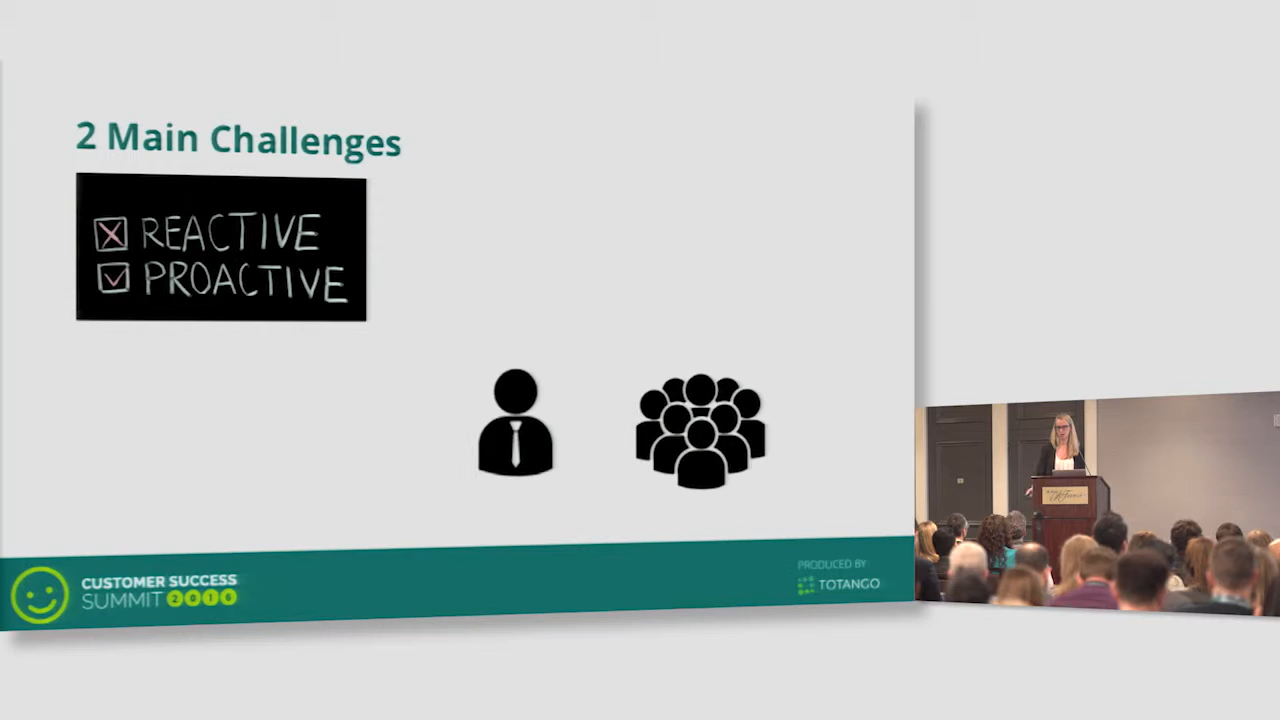 2 Main Challenges
REACTIVE
PROACTIVE
CUSTOMER SUCCESS
SUMMIT 2016
PRODUCED BY
TOTANGO